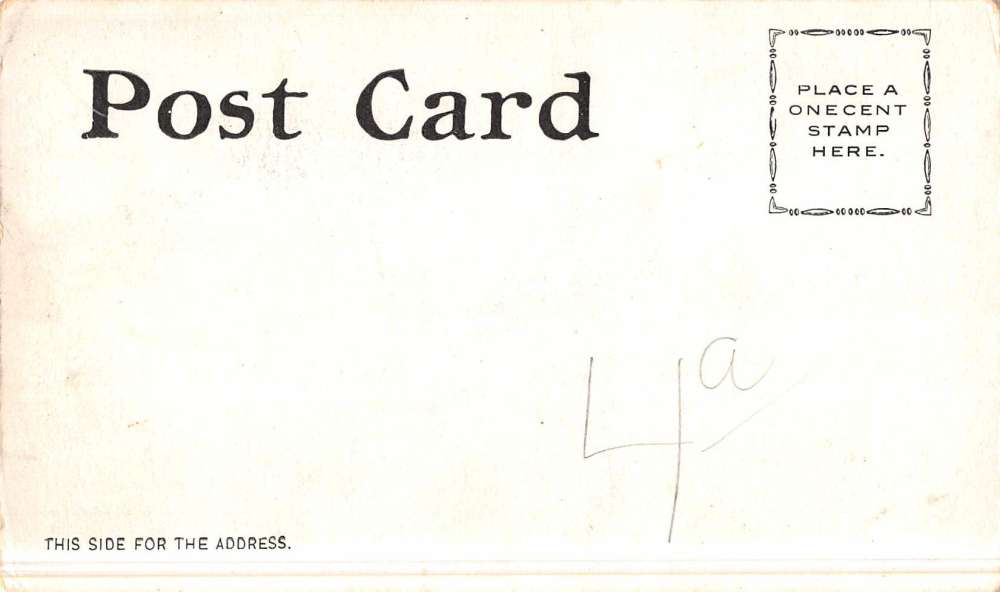 Post Card
PLACE A
ONECENT
STAMP
HERE.
4a
THIS SIDE FOR THE ADDRESS.